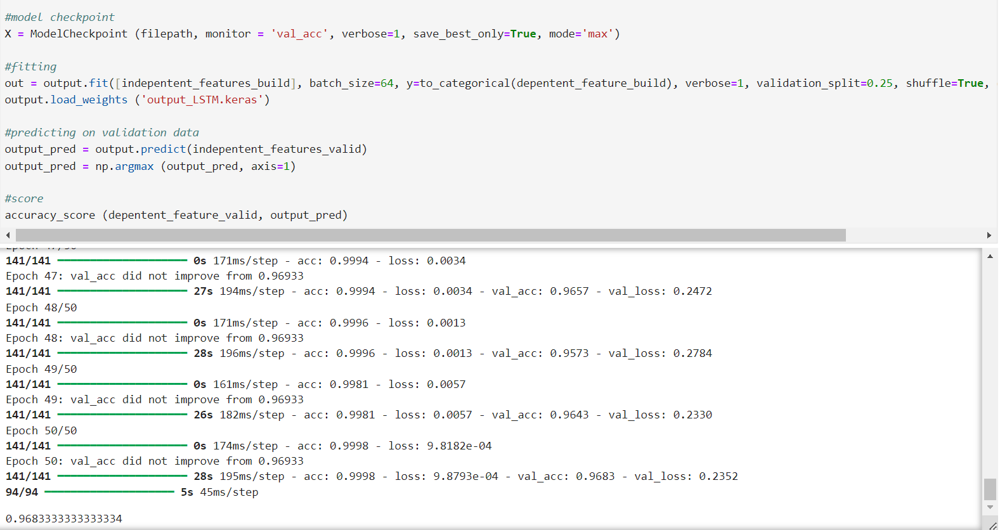 #model checkpoint
X = ModelCheckpoint (filepath, monitor = 'val_acc', verbose=1, save_best_only=True, mode='max')
#fitting
out = output.fit([indepentent_features_build], batch_size=64, y=to_categorical(depentent_feature_build), verbose=1, validation_split=0.25, shuffle=True,
output.load_weights ('output_LSTM.keras')
#predicting on validation data
output_pred = output.predict(indepentent_features_valid)
output_pred = np.argmax (output_pred, axis=1)
#score
accuracy_score (depentent_feature_valid, output_pred)
Epoch 47/50
141/141 0s 171ms/step - acc: 0.9994 - loss: 0.0034
Epoch 47: val_acc did not improve from 0.96933
141/141 27s 194ms/step - acc: 0.9994 - loss: 0.0034 - val_acc: 0.9657 - val_loss: 0.2472
Epoch 48/50
141/141 0s 171ms/step - acc: 0.9996 - loss: 0.0013
Epoch 48: val_acc did not improve from 0.96933
141/141 28s 196ms/step - acc: 0.9996 - loss: 0.0013 - val_acc: 0.9573 - val_loss: 0.2784
Epoch 49/50
141/141 0s 161ms/step - acc: 0.9981 - loss: 0.0057
Epoch 49: val_acc did not improve from 0.96933
141/141 26s 182ms/step - acc: 0.9981 - loss: 0.0057 - val_acc: 0.9643 - val_loss: 0.2330
Epoch 50/50
141/141 0s 174ms/step - acc: 0.9998 - loss: 9.8182e-04
Epoch 50: val_acc did not improve from 0.96933
141/141 28s 195ms/step - acc: 0.9998 - loss: 9.8793e-04 - val_acc: 0.9683 - val_loss: 0.2352
94/94 5s 45ms/step
0.9683333333333334